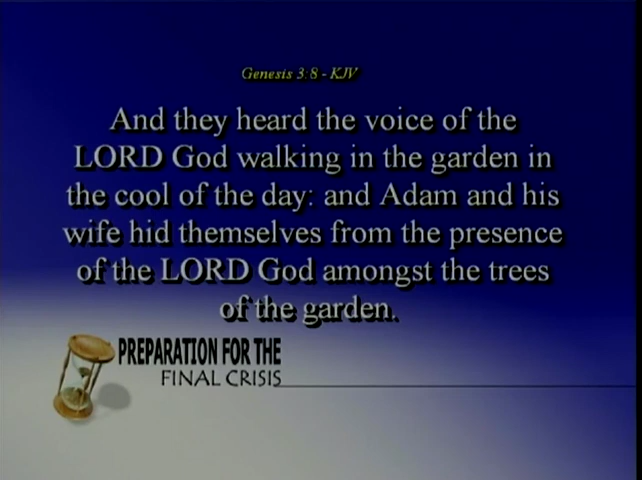 Genesis 3:8 - KJV
And they heard the voice of the
LORD God walking in the garden in
the cool of the day: and Adam and his
wife hid themselves from the presence
of the LORD God amongst the trees
of the garden.
PREPARATION FOR THE
FINAL CRISIS